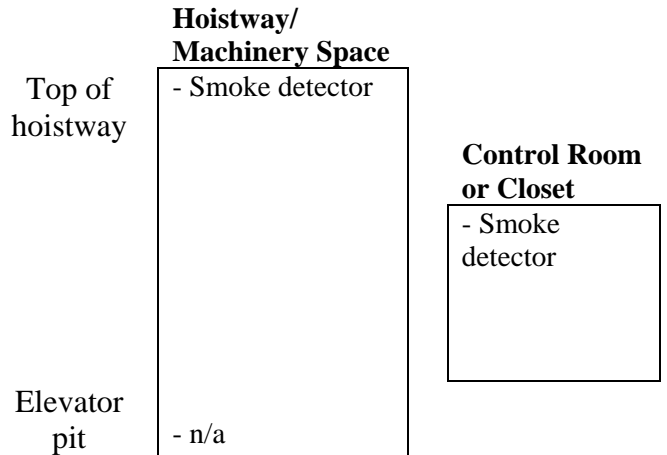 Hoistway/
Machinery Space
Top of
hoistway
- Smoke detector
Control Room
or Closet
- Smoke
detector
Elevator
pit
- n/a